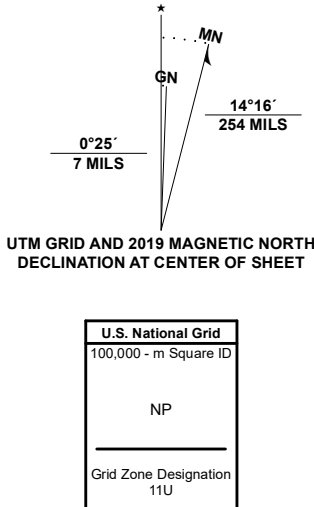 ★
MN
GN
0°25´
7 MILS
14°16´
254 MILS
UTM GRID AND 2019 MAGNETIC NORTH
DECLINATION AT CENTER OF SHEET
U.S. National Grid
100,000 - m Square ID
NP
Grid Zone Designation
11U